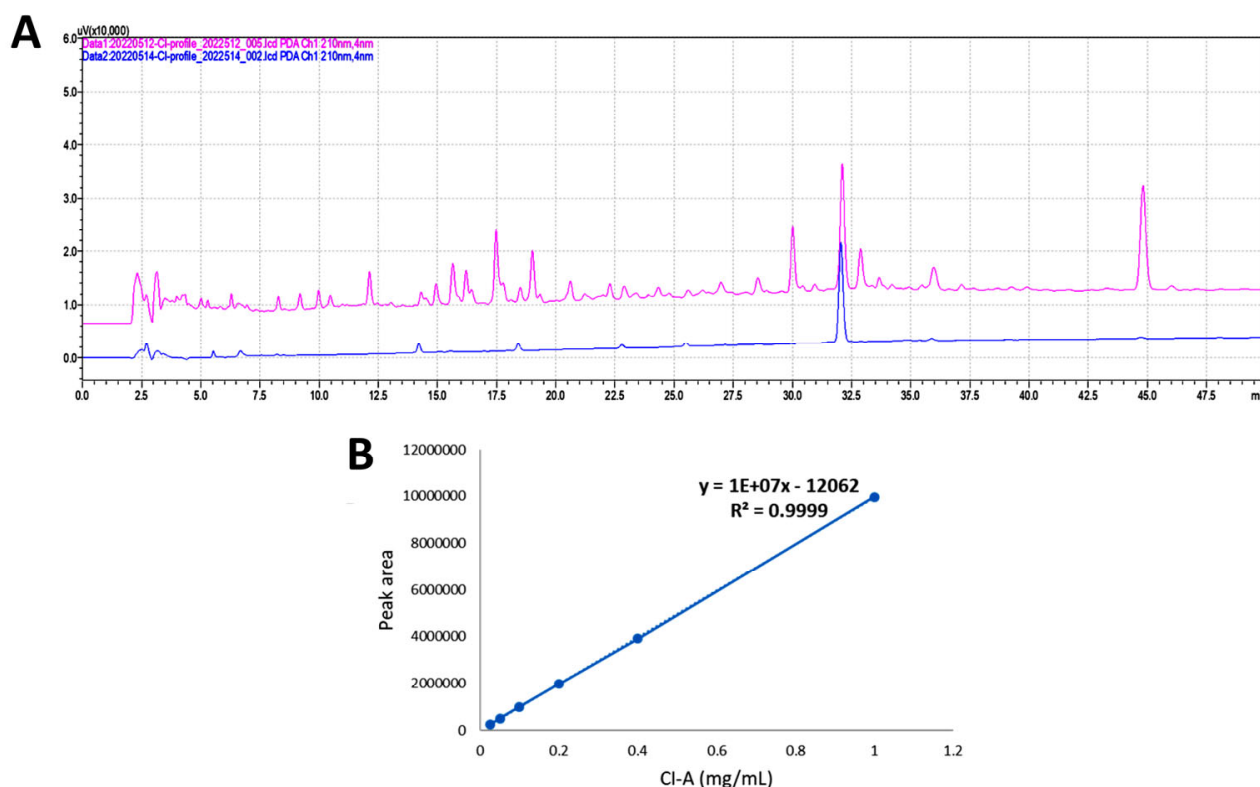 A
uV(x10,000)
Data1:20220512-CI-profile_2022512_005.lcd PDA Ch1 210nm,4nm
Data2:20220514-CI-profile_2022514_002.lcd PDA Ch1 210nm,4nm
6.0
5.0
4.0
3.0
2.0
1.0
0.0
0.0 2.5 5.0 7.5 10.0 12.5 15.0 17.5 20.0 22.5 25.0 27.5 30.0 32.5 35.0 37.5 40.0 42.5 45.0 47.5 m
B
12000000
10000000
8000000
6000000
4000000
2000000
0
Peak area
y = 1E+07x - 12062
R² = 0.9999
0 0.2 0.4 0.6 0.8 1 1.2
CI-A (mg/mL)